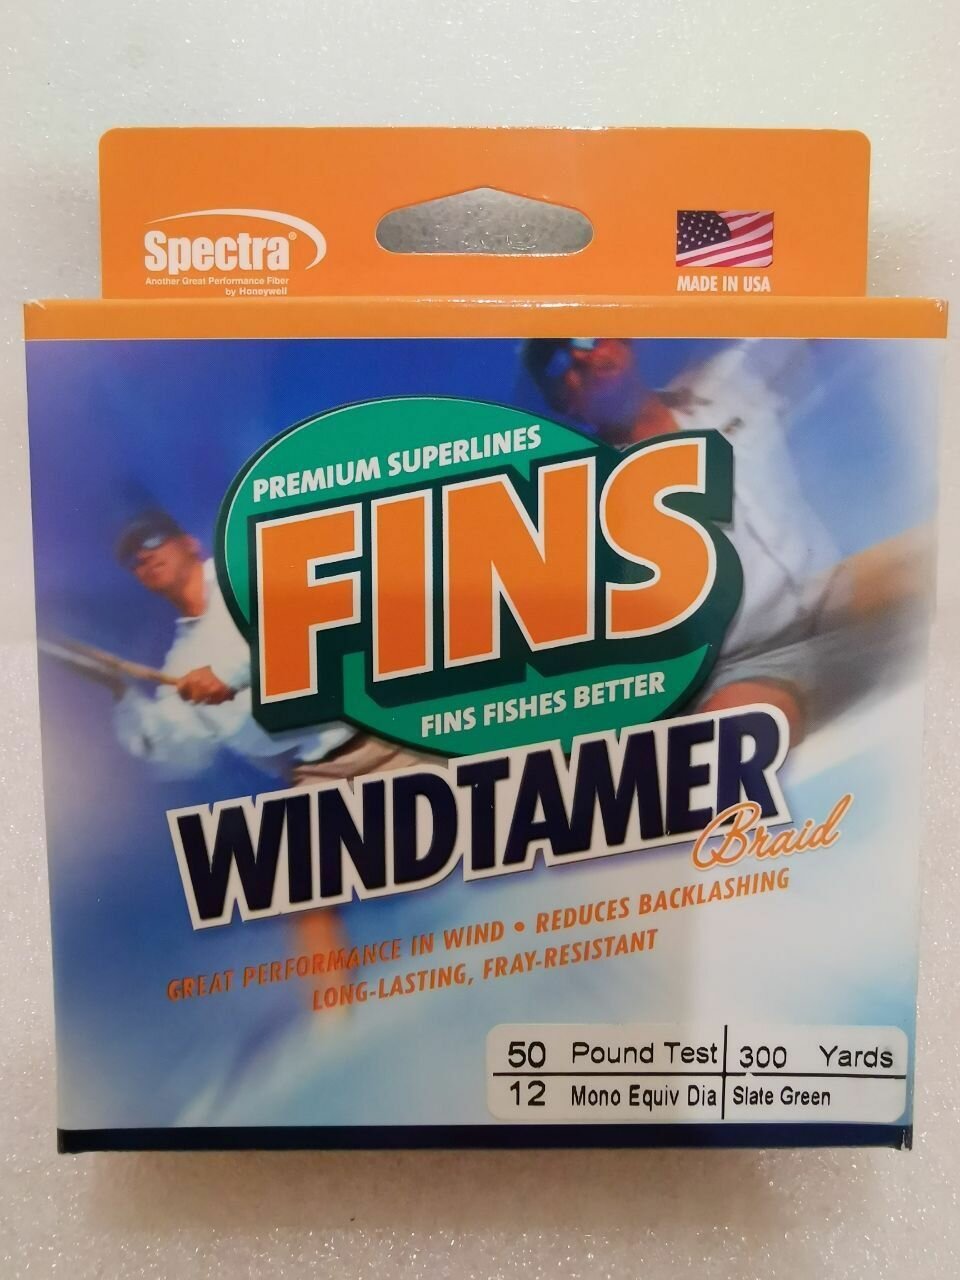 Spectra®
Another Great Performance Fiber
by Honeywell
MADE IN USA
PREMIUM SUPERLINES
FINS
FINS FISHES BETTER
WINDTAMER
Braid
GREAT PERFORMANCE IN WIND • REDUCES BACKLASHING
LONG-LASTING, FRAY-RESISTANT
50 Pound Test 300 Yards
12 Mono Equiv Dia Slate Green